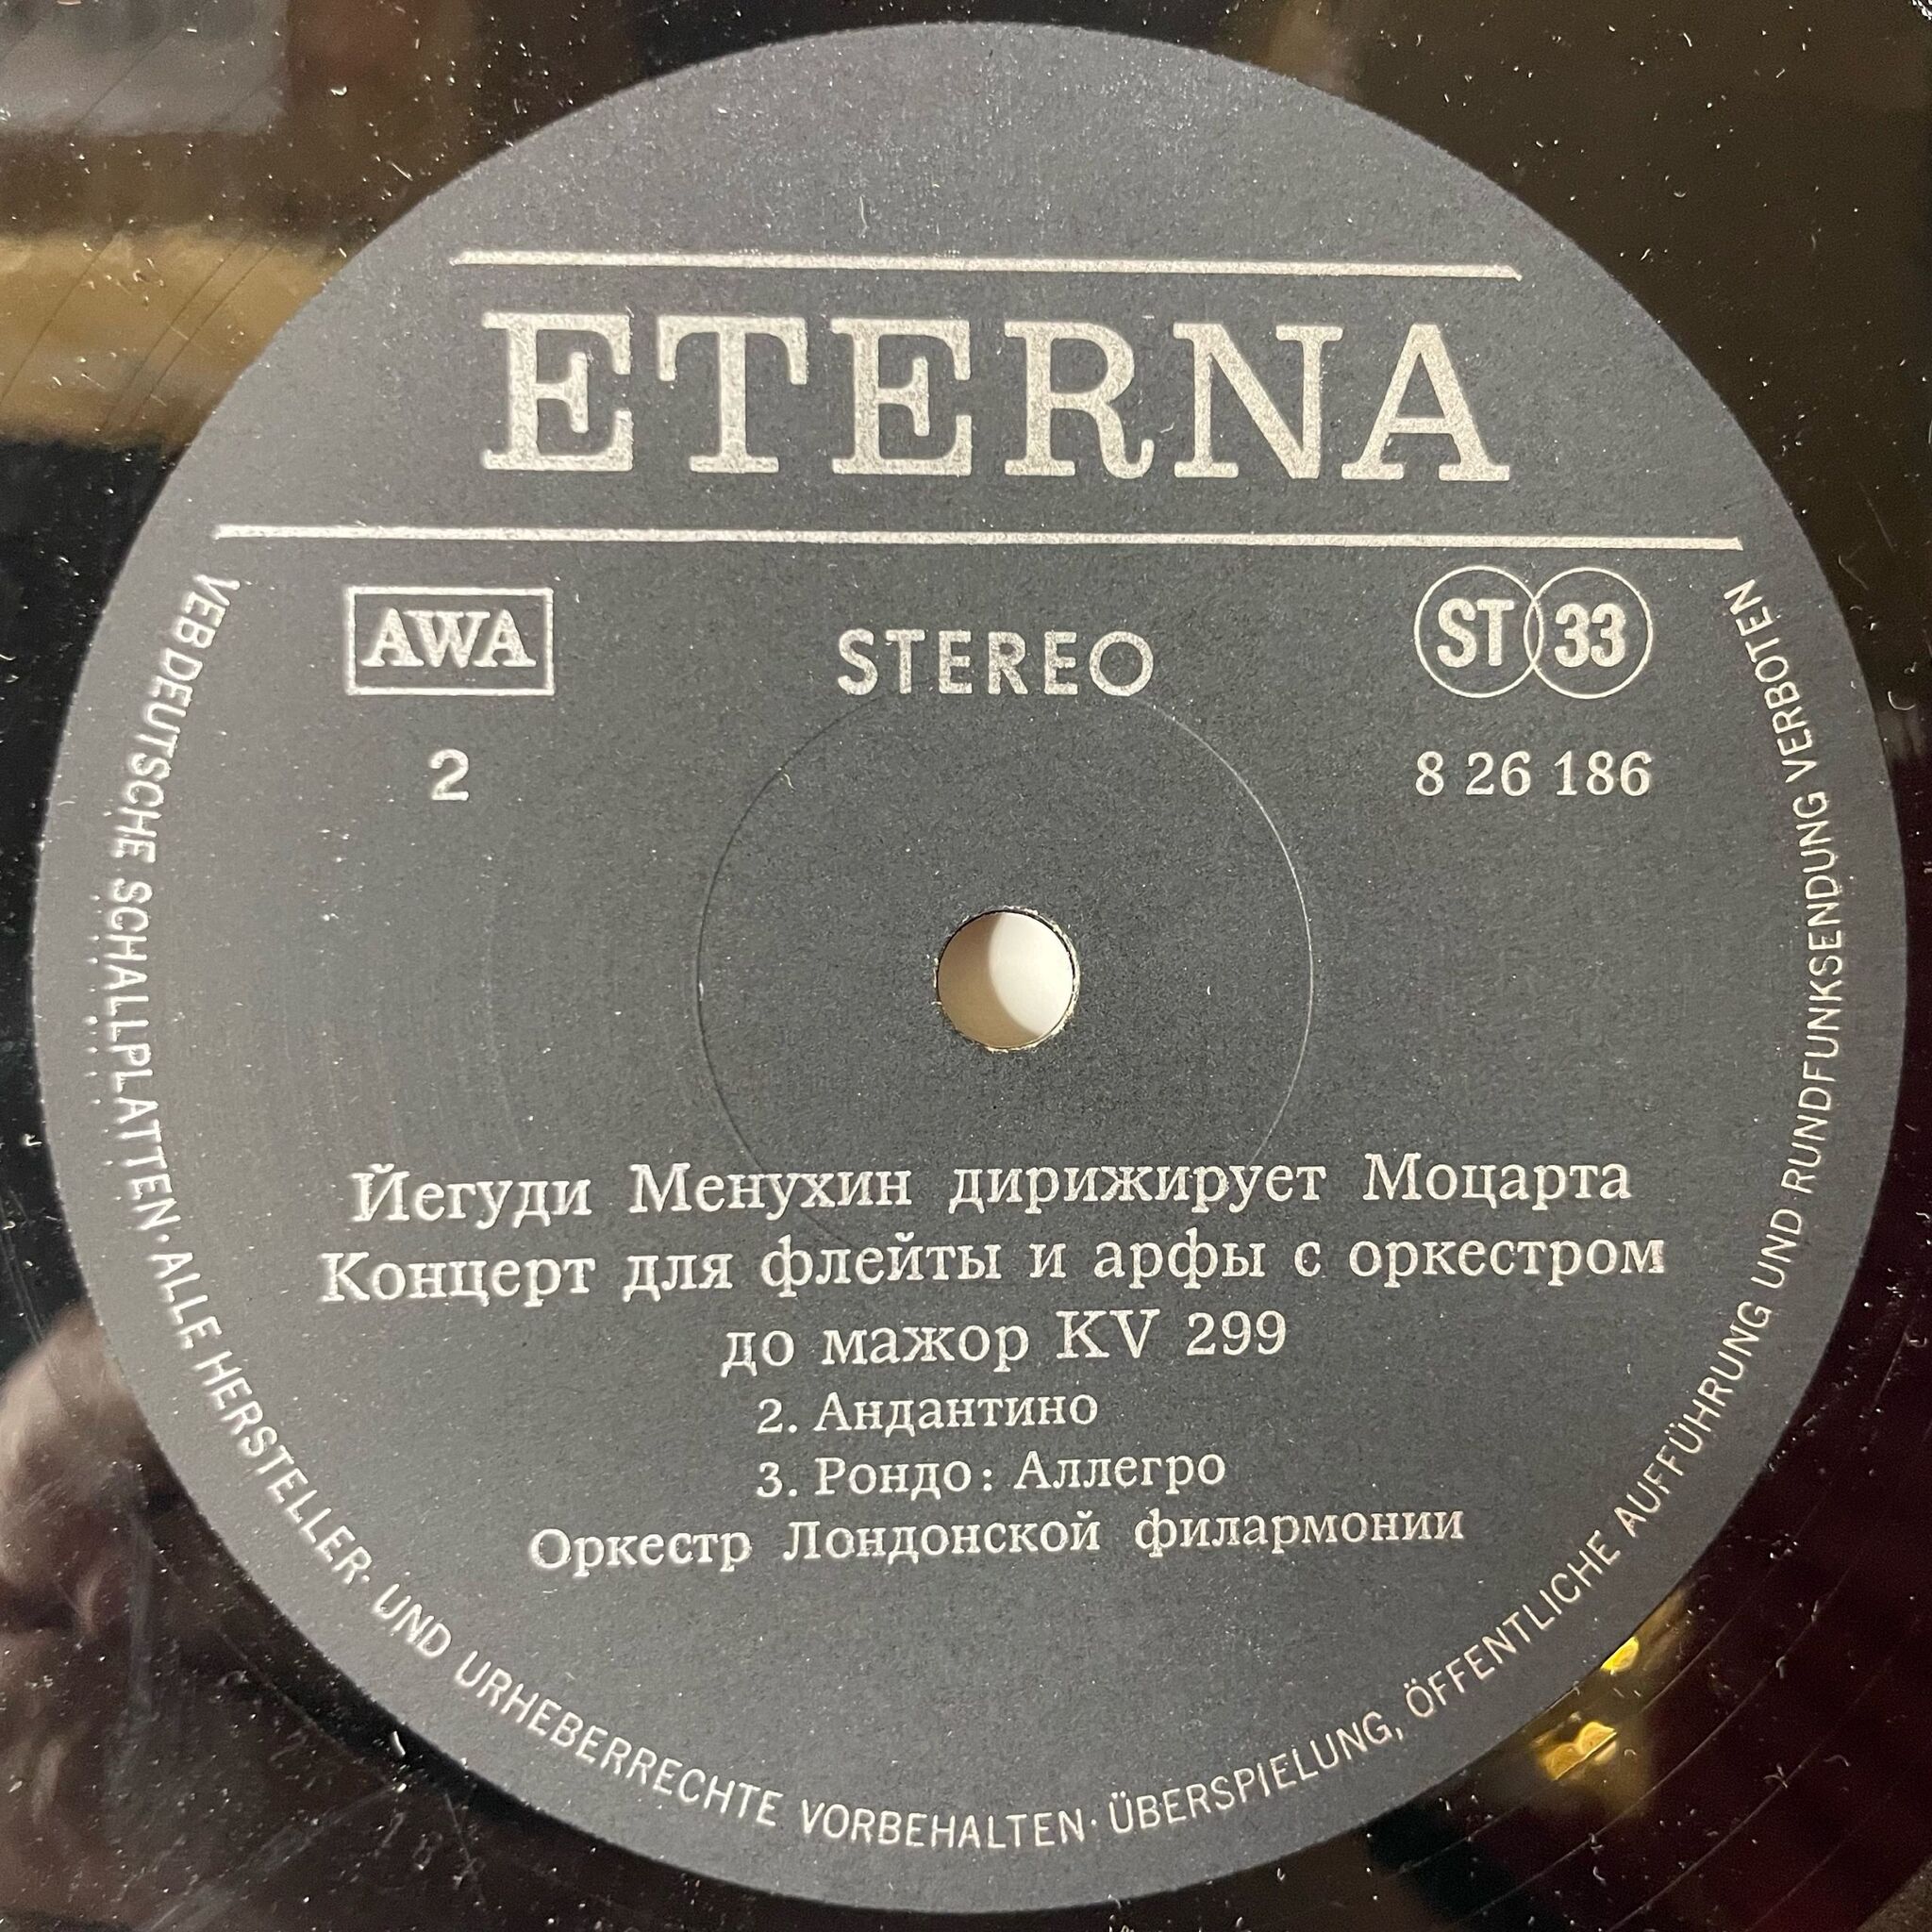 ETERNA
AWA
STEREO
ST 33
2
8 26 186
Йегуди Менухин дирижирует Моцарта
Концерт для флейты и арфы с оркестром
до мажор KV 299
2. Андантино
3. Рондо: Аллегро
Оркестр Лондонской филармонии
VEB DEUTSCHE SCHALLPLATTEN · ALLE HERSTELLER- UND URHEBERRECHTE VORBEHALTEN · ÜBERSPIELUNG, ÖFFENTLICHE AUFFÜHRUNG UND RUNDFUNKSENDUNG VERBOTEN